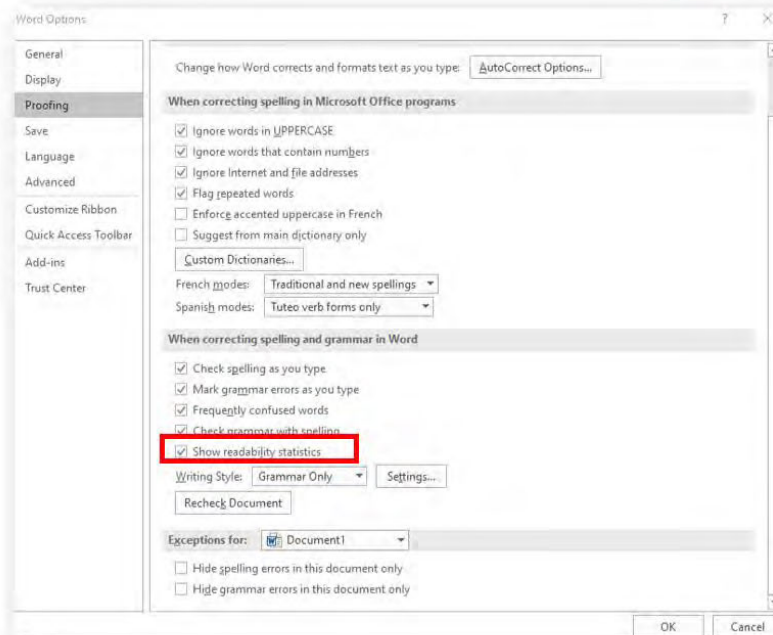 Word Options ? ×
General
Display
Proofing
Save
Language
Advanced
Customize Ribbon
Quick Access Toolbar
Add-ins
Trust Center
Change how Word corrects and formats text as you type: AutoCorrect Options...
When correcting spelling in Microsoft Office programs
Ignore words in UPPERCASE
Ignore words that contain numbers
Ignore Internet and file addresses
Flag repeated words
Enforce accented uppercase in French
Suggest from main dictionary only
Custom Dictionaries...
French modes: Traditional and new spellings
Spanish modes: Tuteo verb forms only
When correcting spelling and grammar in Word
Check spelling as you type
Mark grammar errors as you type
Frequently confused words
Check grammar with spelling
Show readability statistics
Writing Style: Grammar Only Settings...
Recheck Document
Exceptions for: Document1
Hide spelling errors in this document only
Hide grammar errors in this document only
OK Cancel